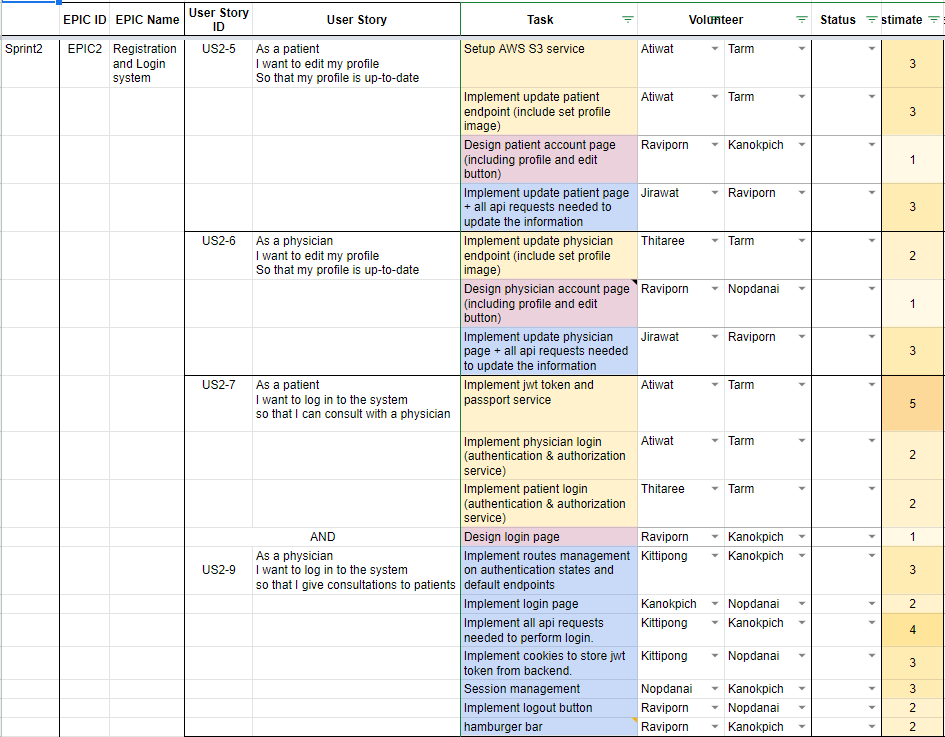 EPIC ID EPIC Name User Story ID User Story Task Volunteer Status stimate
Sprint2 EPIC2 Registration US2-5 As a patient Setup AWS S3 service Atiwat Tarm 3
and Login I want to edit my profile
system So that my profile is up-to-date
Implement update patient Atiwat Tarm 3
endpoint (include set profile
image)
Design patient account page Raviporn Kanokpich 1
(including profile and edit
button)
Implement update patient page Jirawat Raviporn 3
+ all api requests needed to
update the information
US2-6 As a physician Implement update physician Thitaree Tarm 2
I want to edit my profile endpoint (include set profile
So that my profile is up-to-date image)
Design physician account page Raviporn Nopdanai 1
(including profile and edit
button)
Implement update physician Jirawat Raviporn 3
page + all api requests needed
to update the information
US2-7 As a patient Implement jwt token and Atiwat Tarm 5
I want to log in to the system passport service
so that I can consult with a physician
Implement physician login Atiwat Tarm 2
(authentication & authorization
service)
Implement patient login Thitaree Tarm 2
(authentication & authorization
service)
AND Design login page Raviporn Kanokpich 1
US2-9 As a physician Implement routes management Kittipong Kanokpich 3
I want to log in to the system on authentication states and
so that I give consultations to patients default endpoints
Implement login page Kanokpich Nopdanai 2
Implement all api requests Kittipong Kanokpich 4
needed to perform login.
Implement cookies to store jwt Kittipong Nopdanai 3
token from backend.
Session management Nopdanai Kanokpich 3
Implement logout button Raviporn Nopdanai 2
hamburger bar Raviporn Kanokpich 2